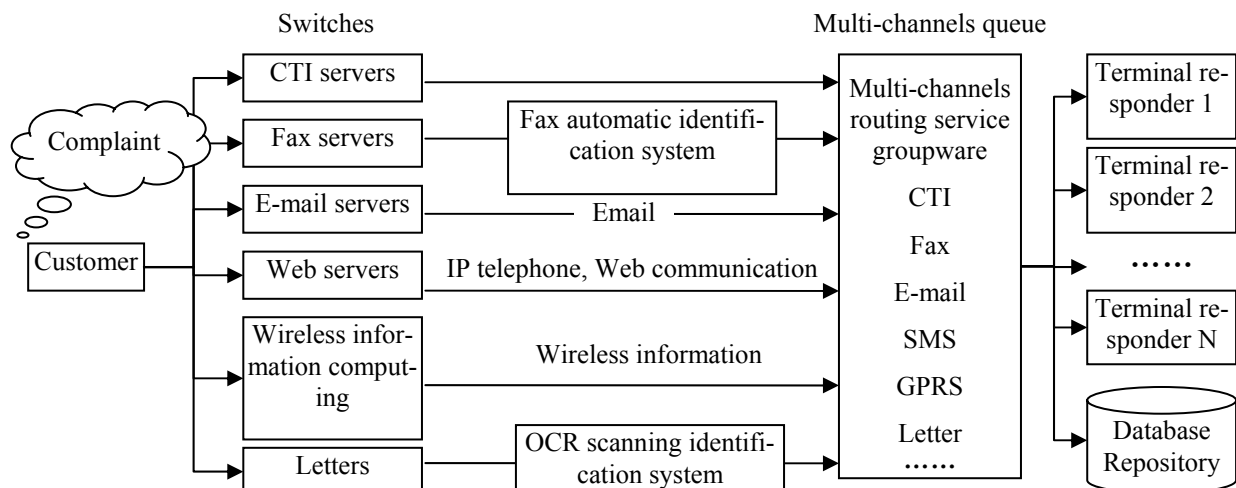 Switches
Multi-channels queue
Complaint
Customer
CTI servers
Fax servers
E-mail servers
Web servers
Wireless infor-
mation comput-
ing
Letters
Fax automatic identifi-
cation system
Email
IP telephone, Web communication
Wireless information
OCR scanning identifi-
cation system
Multi-channels
routing service
groupware
CTI
Fax
E-mail
SMS
GPRS
Letter
……
Terminal re-
sponder 1
Terminal re-
sponder 2
……
Terminal re-
sponder N
Database
Repository